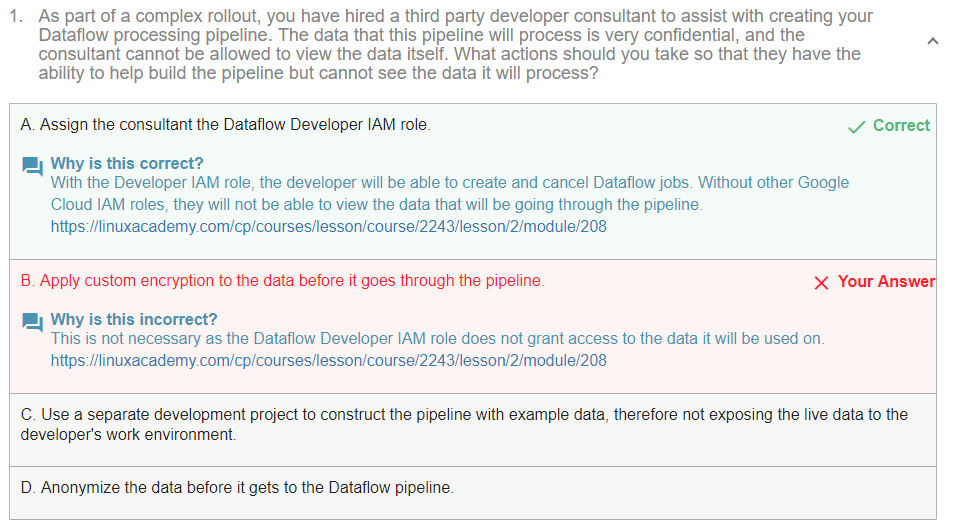 1. As part of a complex rollout, you have hired a third party developer consultant to assist with creating your
Dataflow processing pipeline. The data that this pipeline will process is very confidential, and the
consultant cannot be allowed to view the data itself. What actions should you take so that they have the
ability to help build the pipeline but cannot see the data it will process?
A. Assign the consultant the Dataflow Developer IAM role.
Correct
Why is this correct?
With the Developer IAM role, the developer will be able to create and cancel Dataflow jobs. Without other Google
Cloud IAM roles, they will not be able to view the data that will be going through the pipeline.
https://linuxacademy.com/cp/courses/lesson/course/2243/lesson/2/module/208
B. Apply custom encryption to the data before it goes through the pipeline.
Your Answer
Why is this incorrect?
This is not necessary as the Dataflow Developer IAM role does not grant access to the data it will be used on.
https://linuxacademy.com/cp/courses/lesson/course/2243/lesson/2/module/208
C. Use a separate development project to construct the pipeline with example data, therefore not exposing the live data to the
developer's work environment.
D. Anonymize the data before it gets to the Dataflow pipeline.